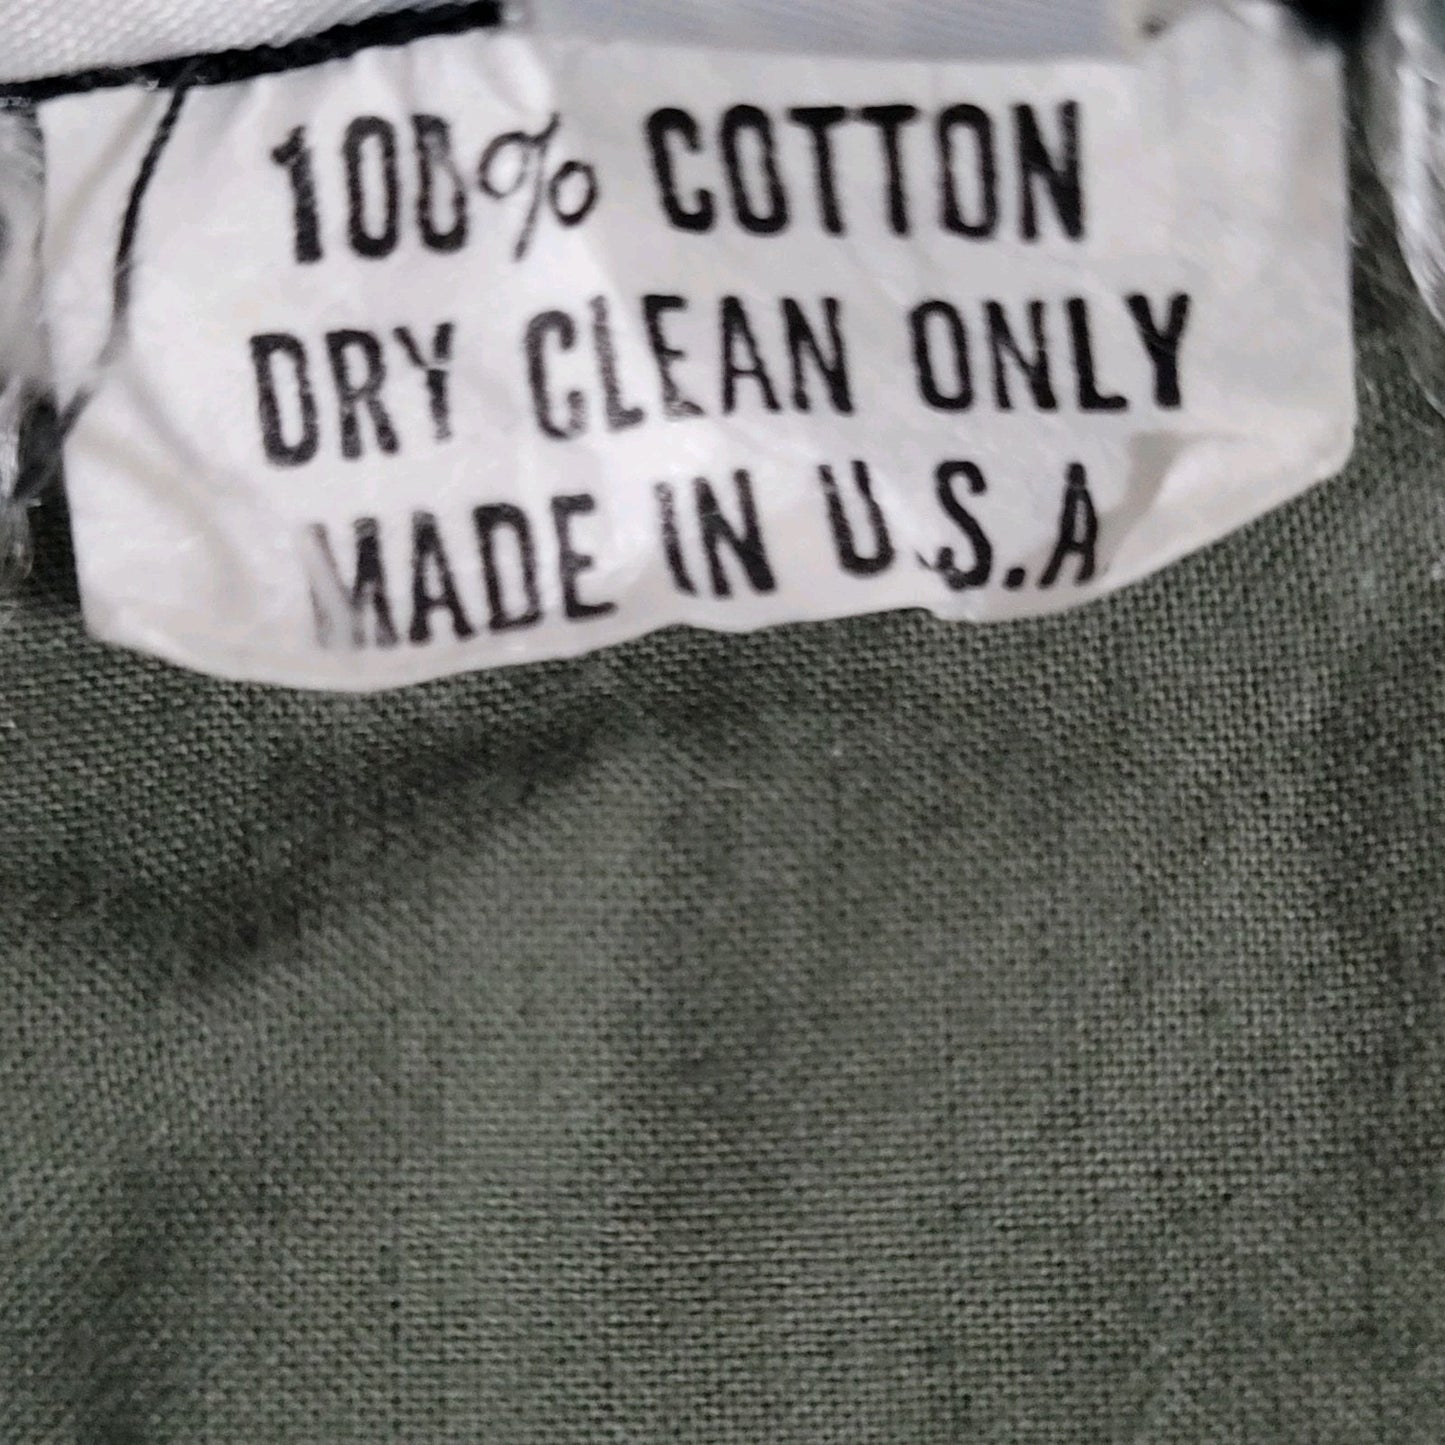 100% COTTON
DRY CLEAN ONLY
MADE IN U.S.A